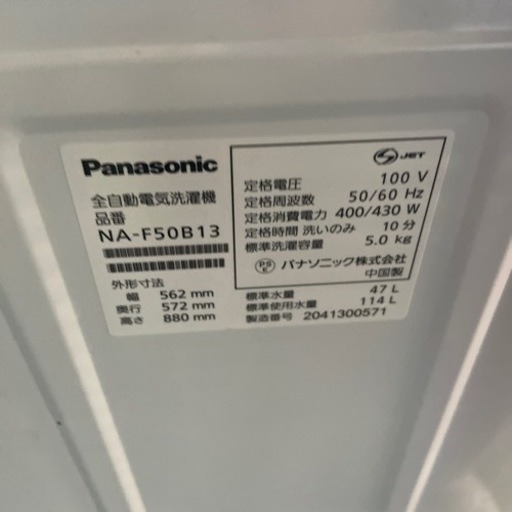 Panasonic
全自動電気洗濯機
品番
NA-F50B13
外形寸法
幅 562 mm
奥行 572 mm
高さ 880 mm
JET
定格電圧 100 V
定格周波数 50/60 Hz
定格消費電力 400/430 W
定格時間 洗いのみ 10 分
標準洗濯容量 5.0 kg
PS E パナソニック株式会社
中国製
標準水量 47 L
標準使用水量 114 L
製造番号 2041300571